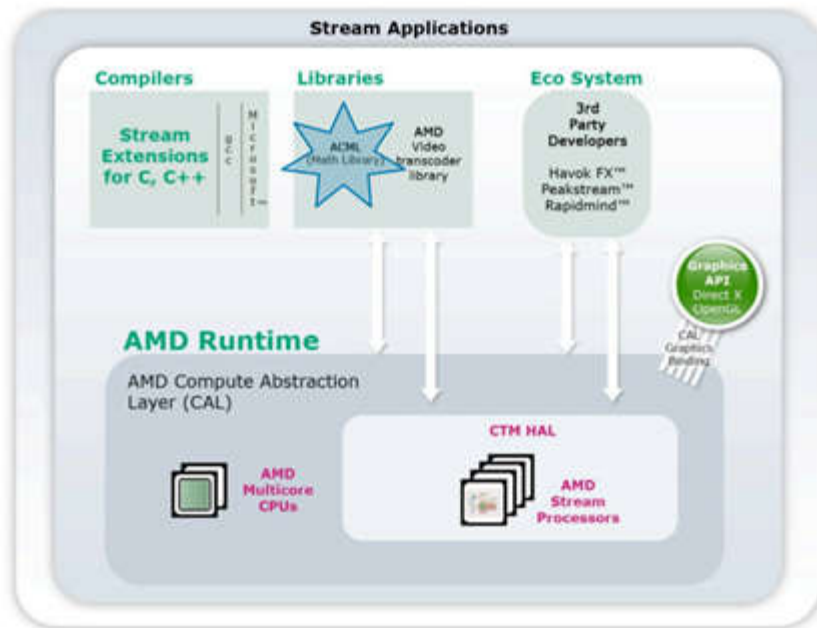 Stream Applications
Compilers
Libraries
Eco System
Stream
Extensions
for C, C++
gcc
Microsoft™
ACML
(Math Library)
AMD
Video
transcoder
library
3rd
Party
Developers
Havok FX™
Peakstream™
Rapidmind™
Graphics
API
Direct X
OpenGL
CAL
Graphics
Binding
AMD Runtime
AMD Compute Abstraction
Layer (CAL)
CTM HAL
AMD
Multicore
CPUs
AMD
Stream
Processors